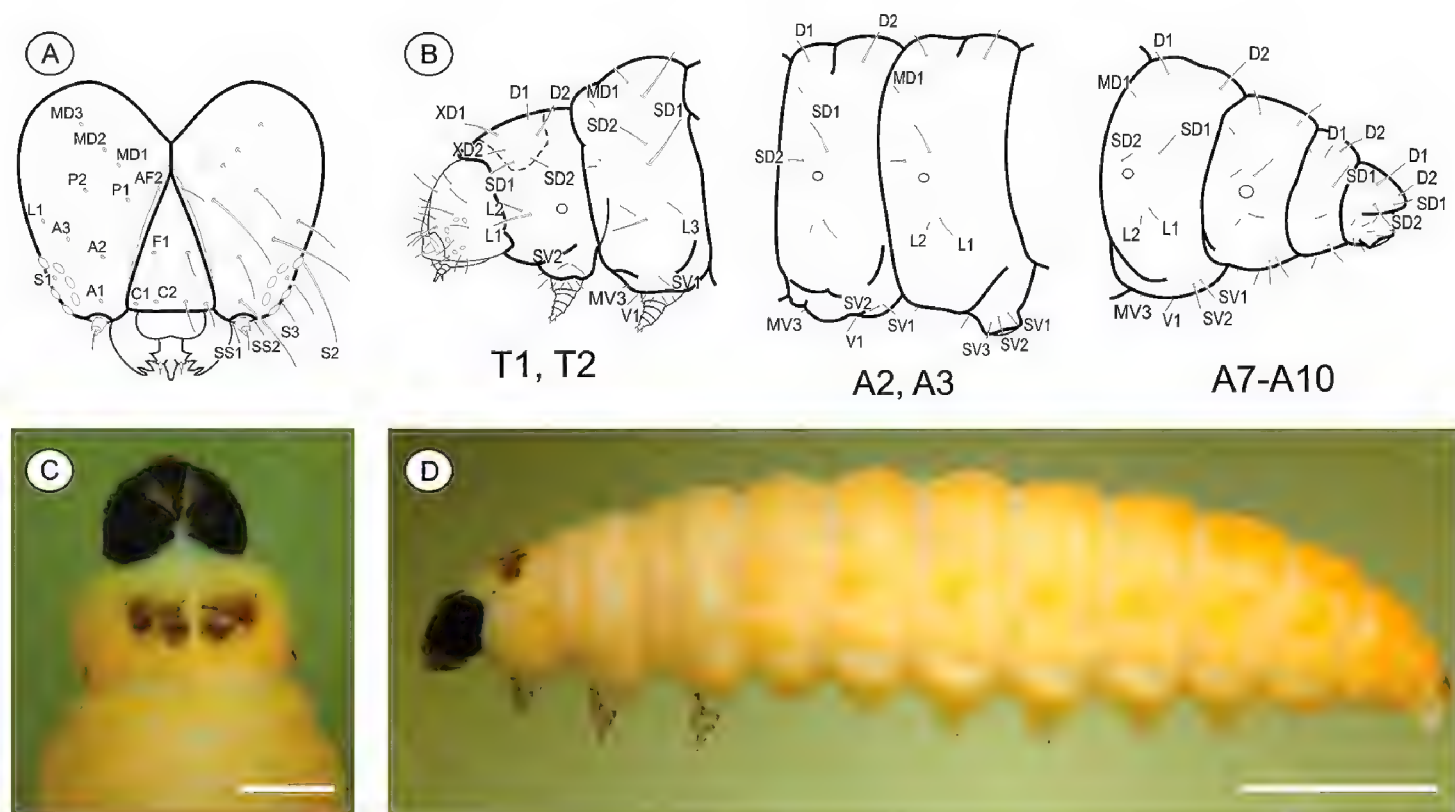 A
MD3
MD2
MD1
P2
P1
AF2
L1
A3
A2
F1
S1
A1
C1 C2
SS1
SS2
S3
S2
B
D1
D2
MD1
XD1
SD2
SD1
XD2
SD1
SD2
L2
L1
L3
SV2
MV3
V1
SV1
T1, T2
D1
D2
MD1
SD1
SD2
L2
L1
MV3
SV2
V1
SV1
SV3
SV2
SV1
A2, A3
D1
D2
MD1
SD2
SD1
D1
D2
SD1
D1
D2
SD1
SD2
L2
L1
MV3
V1
SV1
SV2
A7-A10
C
D